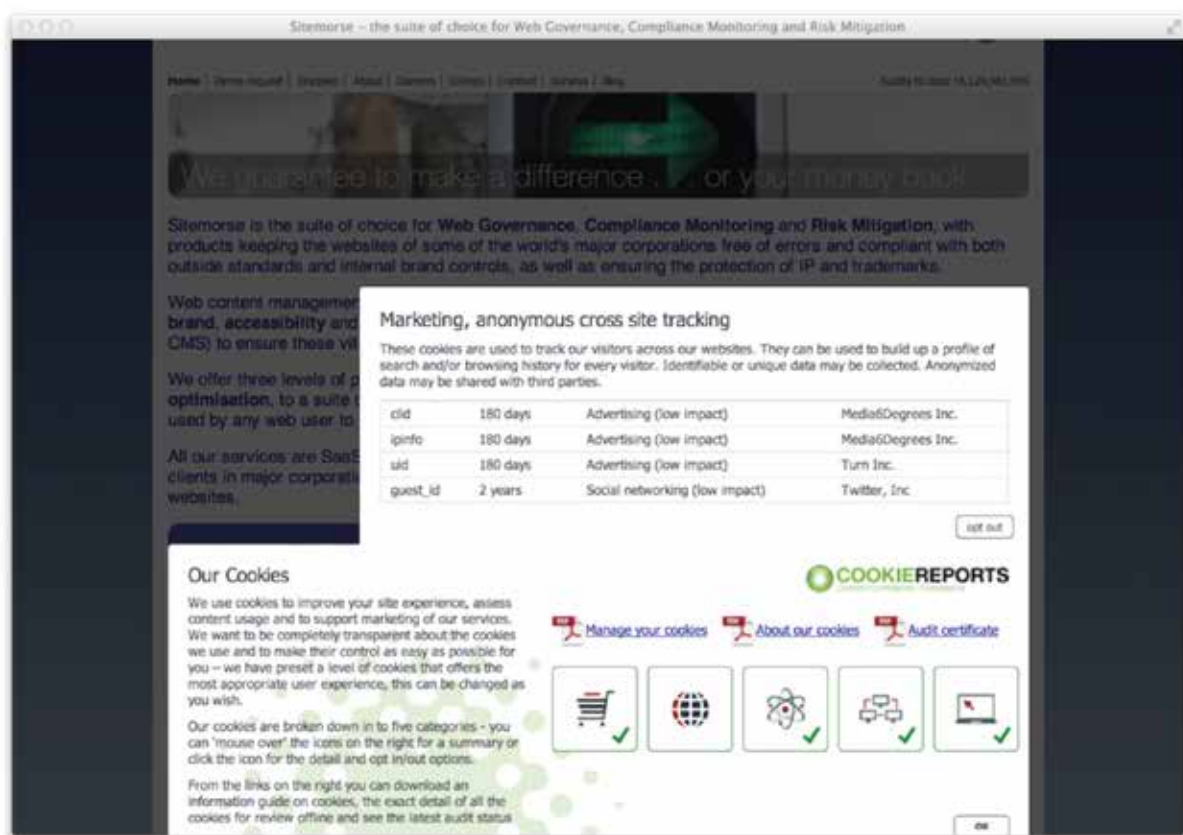 Sitemorse – the suite of choice for Web Governance, Compliance Monitoring and Risk Mitigation
Home | Demo request | | About | | | Contact | | Blog
We guarantee to make a difference . . . or your money back
Sitemorse is the suite of choice for Web Governance, Compliance Monitoring and Risk Mitigation, with
products keeping the websites of some of the world's major corporations free of errors and compliant with both
outside standards and internal brand controls, as well as ensuring the protection of IP and trademarks.
Web content managemen
brand, accessibility and
CMS) to ensure these vit
We offer three levels of p
optimisation, to a suite
used by any web user to
All our services are SaaS
clients in major corporati
websites.
Marketing, anonymous cross site tracking
These cookies are used to track our visitors across our websites. They can be used to build up a profile of
search and/or browsing history for every visitor. Identifiable or unique data may be collected. Anonymized
data may be shared with third parties.
clid 180 days Advertising (low impact) Media6Degrees Inc.
ipinfo 180 days Advertising (low impact) Media6Degrees Inc.
uid 180 days Advertising (low impact) Turn Inc.
guest_id 2 years Social networking (low impact) Twitter, Inc
opt out
Our Cookies
COOKIEREPORTS
We use cookies to improve your site experience, assess
content usage and to support marketing of our services.
We want to be completely transparent about the cookies
we use and to make their control as easy as possible for
you – we have preset a level of cookies that offers the
most appropriate user experience, this can be changed as
you wish.
Our cookies are broken down in to five categories - you
can 'mouse over' the icons on the right for a summary or
click the icon for the detail and opt in/out options.
From the links on the right you can download an
information guide on cookies, the exact detail of all the
cookies for review offline and see the latest audit status
Manage your cookies About our cookies Audit certificate
OK